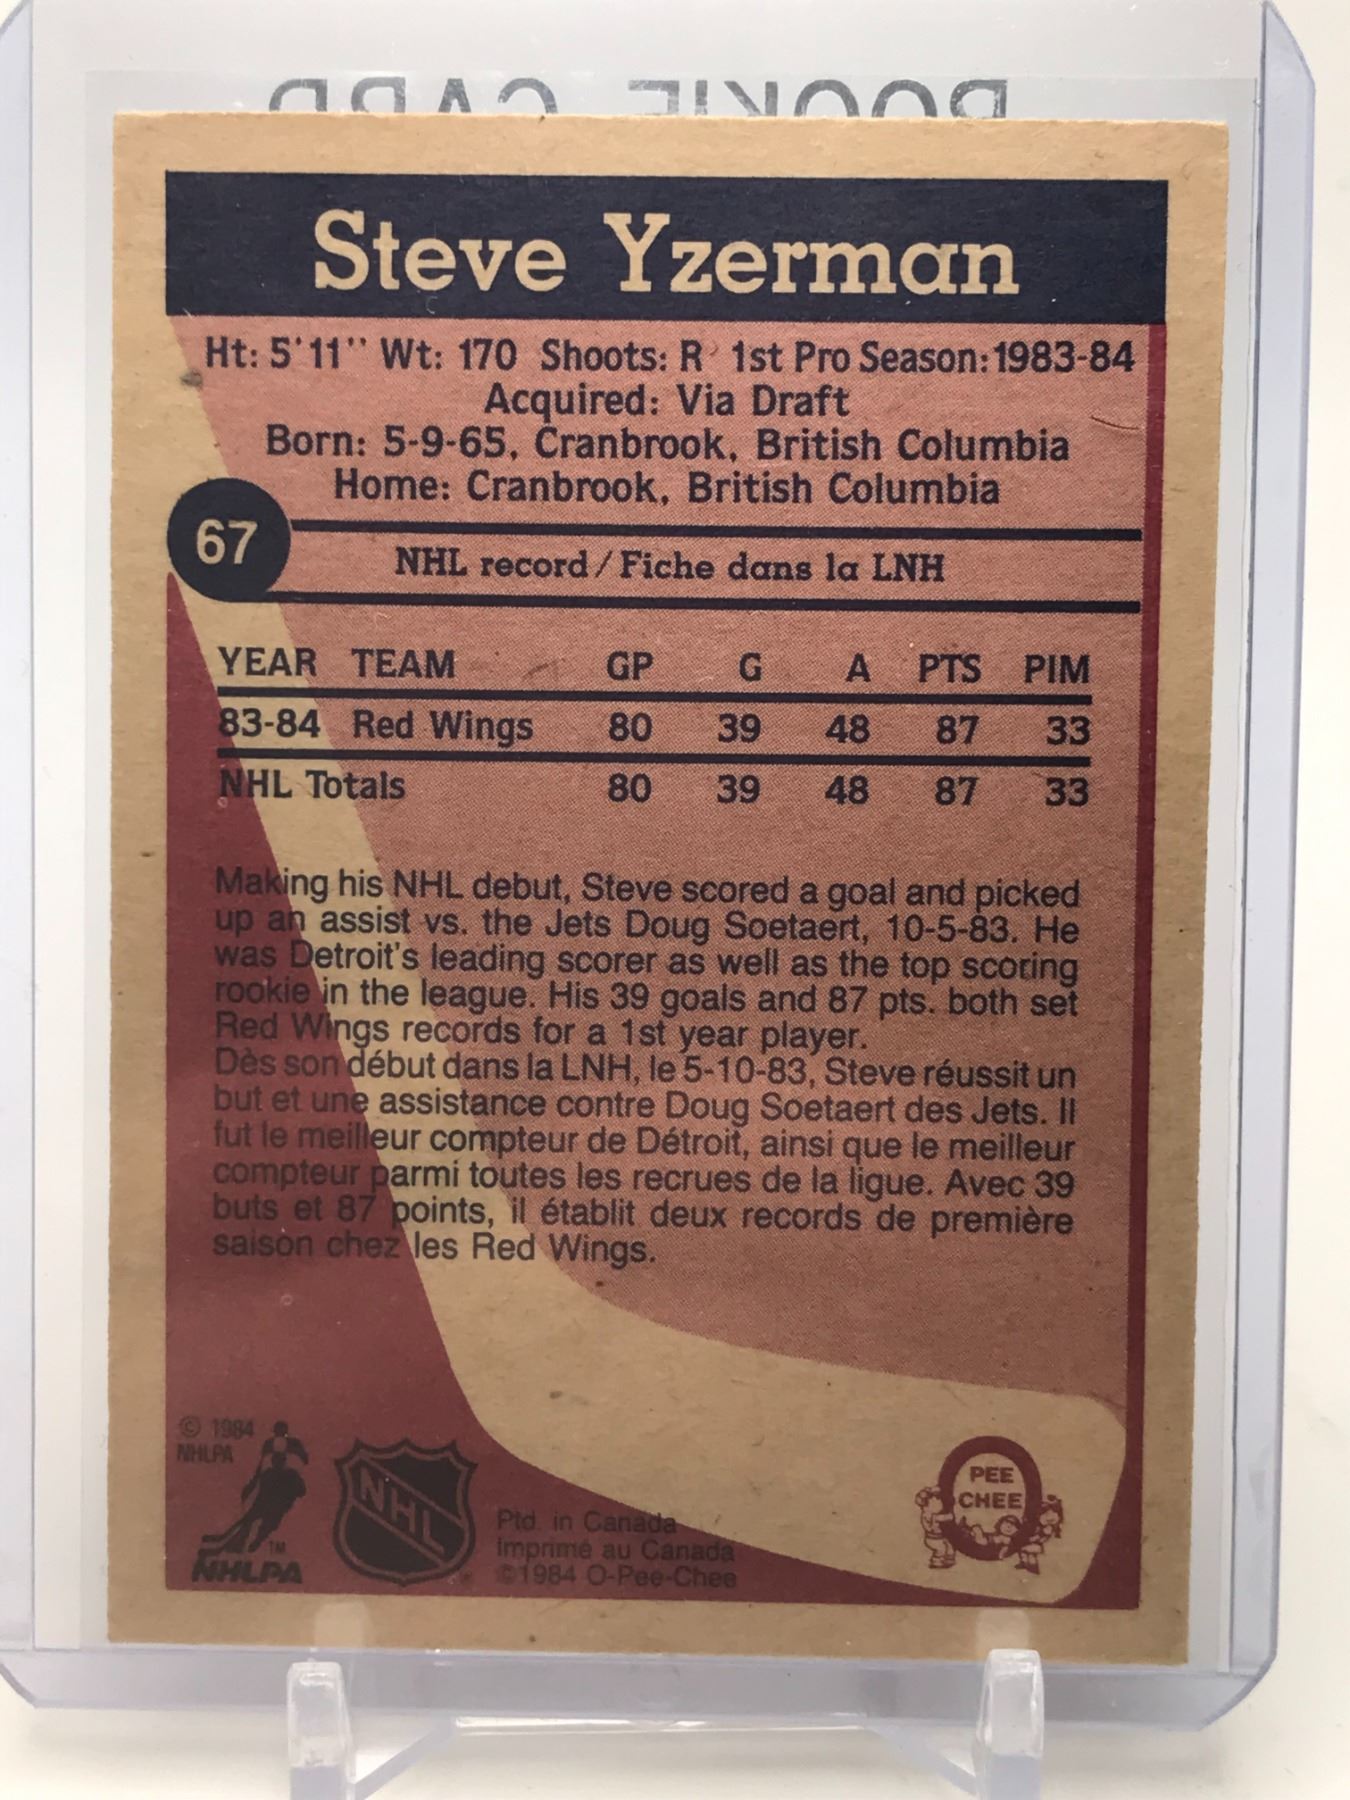 ROOKIE CARD
Steve Yzerman
Ht: 5'11" Wt: 170 Shoots: R 1st Pro Season: 1983-84
Acquired: Via Draft
Born: 5-9-65, Cranbrook, British Columbia
Home: Cranbrook, British Columbia
67
NHL record / Fiche dans la LNH
YEAR TEAM GP G A PTS PIM
83-84 Red Wings 80 39 48 87 33
NHL Totals 80 39 48 87 33
Making his NHL debut, Steve scored a goal and picked
up an assist vs. the Jets Doug Soetaert, 10-5-83. He
was Detroit's leading scorer as well as the top scoring
rookie in the league. His 39 goals and 87 pts. both set
Red Wings records for a 1st year player.
Dès son début dans la LNH, le 5-10-83, Steve réussit un
but et une assistance contre Doug Soetaert des Jets. Il
fut le meilleur compteur de Détroit, ainsi que le meilleur
compteur parmi toutes les recrues de la ligue. Avec 39
buts et 87 points, il établit deux records de première
saison chez les Red Wings.
© 1984
NHLPA
TM
NHLPA
NHL
Ptd. in Canada
Imprimé au Canada
©1984 O-Pee-Chee
PEE
CHEE